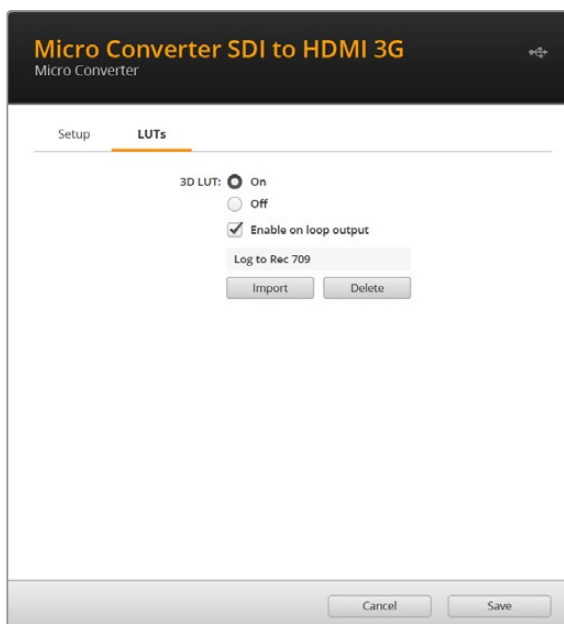 Micro Converter SDI to HDMI 3G
Micro Converter
Setup LUTs
3D LUT: On
Off
Enable on loop output
Log to Rec 709
Import Delete
Cancel Save